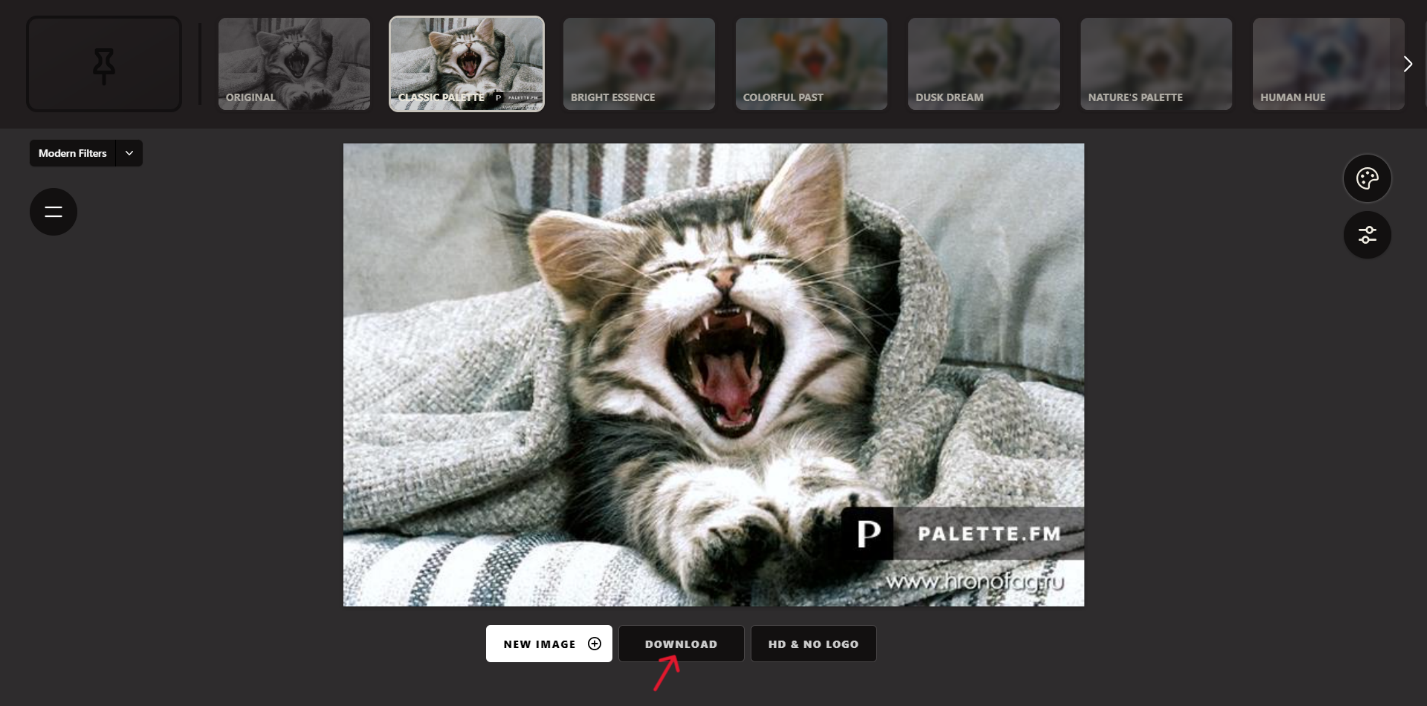 ORIGINAL
CLASSIC PALETTE
P PALETTE.FM
BRIGHT ESSENCE
COLORFUL PAST
DUSK DREAM
NATURE'S PALETTE
HUMAN HUE
Modern Filters
P PALETTE.FM
www.hronofag.ru
NEW IMAGE
DOWNLOAD
HD & NO LOGO